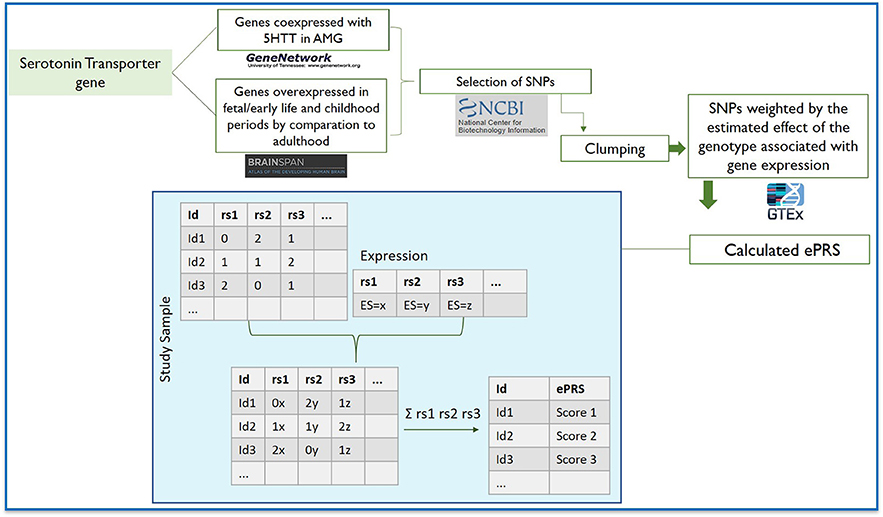 Serotonin Transporter
gene
Genes coexpressed with
5HTT in AMG
GeneNetwork
University of Tennesee: www.genenetwork.org
Genes overexpressed in
fetal/early life and childhood
periods by comparation to
adulthood
BRAINSPAN
ATLAS OF THE DEVELOPING HUMAN BRAIN
Selection of SNPs
NCBI
National Center for
Biotechnology Information
Clumping
SNPs weighted by the
estimated effect of the
genotype associated with
gene expression
GTEx
Calculated ePRS
Study Sample
Id rs1 rs2 rs3 ...
Id1 0 2 1
Id2 1 1 2
Id3 2 0 1
...
Expression
rs1 rs2 rs3 ...
ES=x ES=y ES=z
Id rs1 rs2 rs3 ...
Id1 0x 2y 1z
Id2 1x 1y 2z
Id3 2x 0y 1z
...
Σ rs1 rs2 rs3
Id ePRS
Id1 Score 1
Id2 Score 2
Id3 Score 3
...